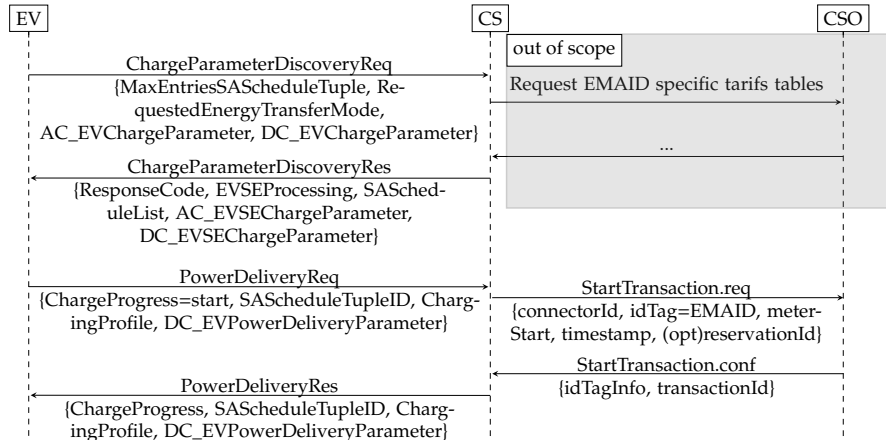 EV
CS
CSO
out of scope
ChargeParameterDiscoveryReq
{MaxEntriesSAScheduleTuple, Re-
questedEnergyTransferMode,
AC_EVChargeParameter, DC_EVChargeParameter}
Request EMAID specific tarifs tables
...
ChargeParameterDiscoveryRes
{ResponseCode, EVSEProcessing, SASched-
uleList, AC_EVSEChargeParameter,
DC_EVSEChargeParameter}
PowerDeliveryReq
{ChargeProgress=start, SAScheduleTupleID, Charg-
ingProfile, DC_EVPowerDeliveryParameter}
StartTransaction.req
{connectorId, idTag=EMAID, meter-
Start, timestamp, (opt)reservationId}
StartTransaction.conf
{idTagInfo, transactionId}
PowerDeliveryRes
{ChargeProgress, SAScheduleTupleID, Charg-
ingProfile, DC_EVPowerDeliveryParameter}